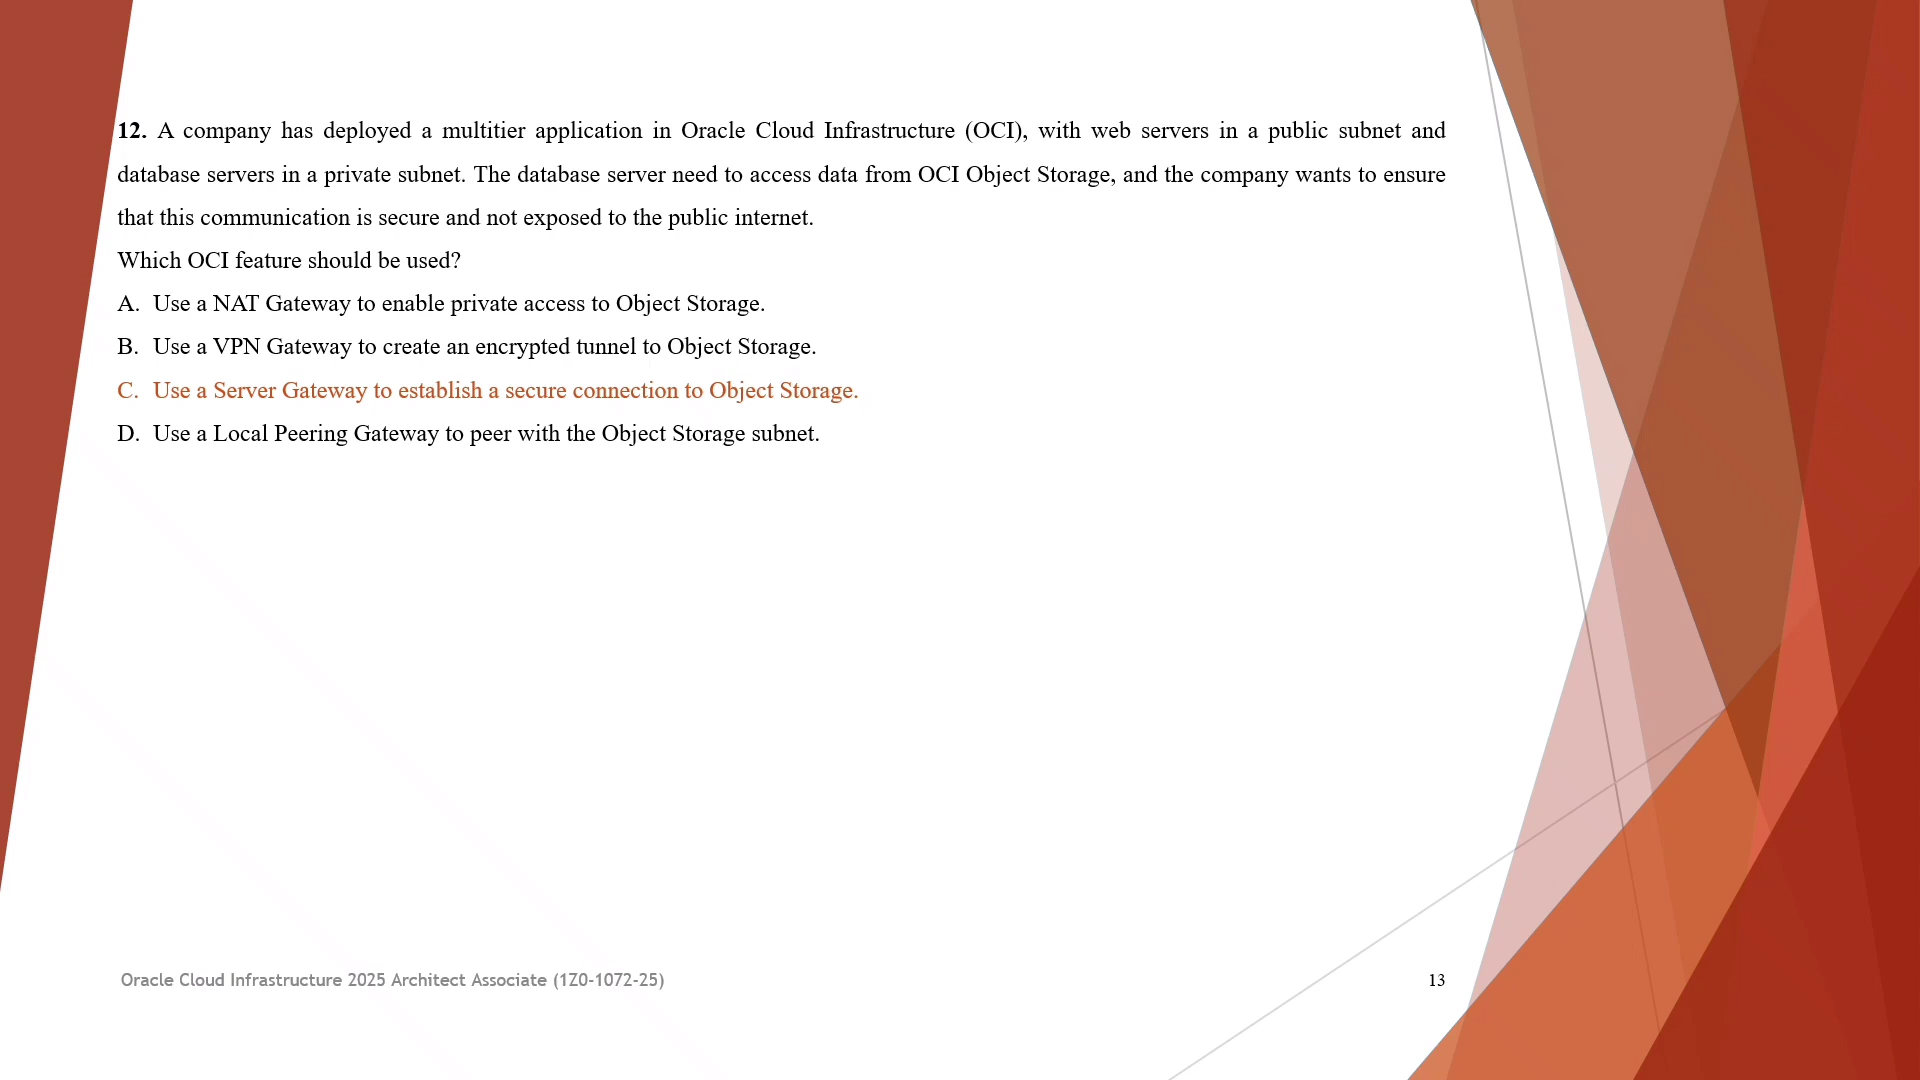 12. A company has deployed a multitier application in Oracle Cloud Infrastructure (OCI), with web servers in a public subnet and
database servers in a private subnet. The database server need to access data from OCI Object Storage, and the company wants to ensure
that this communication is secure and not exposed to the public internet.
Which OCI feature should be used?
A. Use a NAT Gateway to enable private access to Object Storage.
B. Use a VPN Gateway to create an encrypted tunnel to Object Storage.
C. Use a Server Gateway to establish a secure connection to Object Storage.
D. Use a Local Peering Gateway to peer with the Object Storage subnet.
Oracle Cloud Infrastructure 2025 Architect Associate (1Z0-1072-25)
13